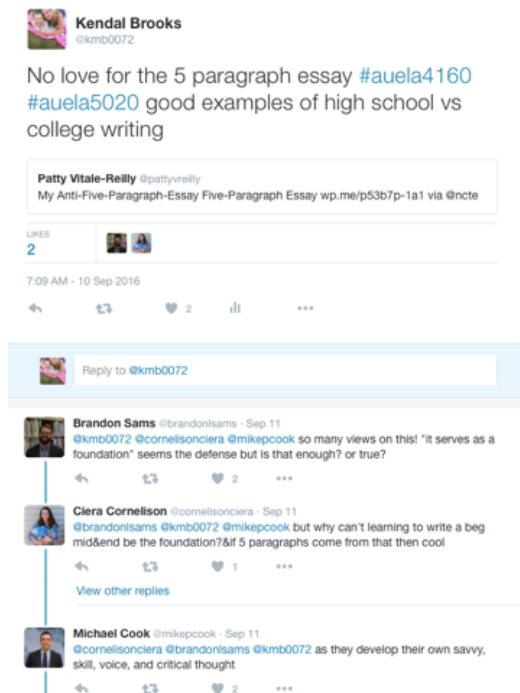 Kendal Brooks
@kmb0072
No love for the 5 paragraph essay #auela4160
#auela5020 good examples of high school vs
college writing
Patty Vitale-Reilly @pattyvreilly
My Anti-Five-Paragraph-Essay Five-Paragraph Essay wp.me/p53b7p-1a1 via @ncte
LIKES
2
7:09 AM - 10 Sep 2016
2
Reply to @kmb0072
Brandon Sams @brandonlsams · Sep 11
@kmb0072 @cornelisonciera @mikepcook so many views on this! "it serves as a
foundation" seems the defense but is that enough? or true?
2
Ciera Cornelison @cornelisonciera · Sep 11
@brandonlsams @kmb0072 @mikepcook but why can't learning to write a beg
mid&end be the foundation?&if 5 paragraphs come from that then cool
1
View other replies
Michael Cook @mikepcook · Sep 11
@cornelisonciera @brandonlsams @kmb0072 as they develop their own savvy,
skill, voice, and critical thought
2